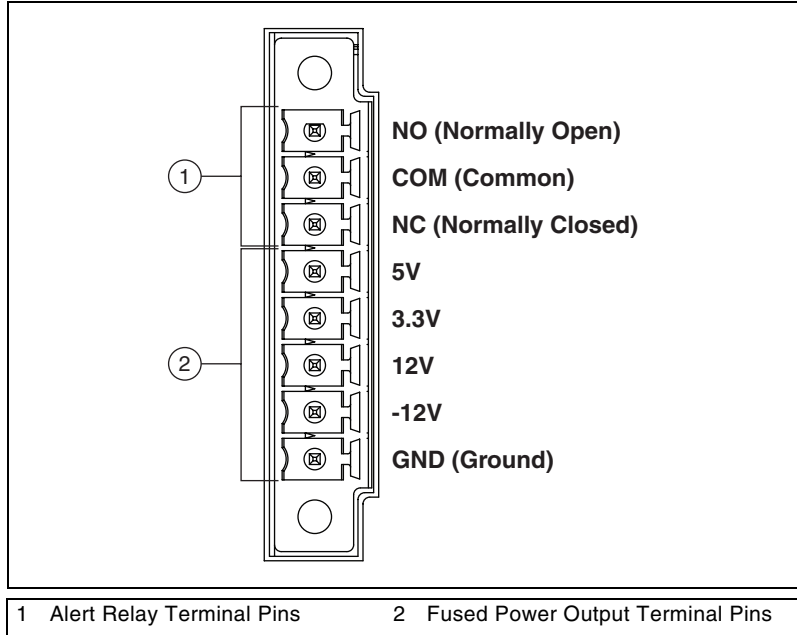 NO (Normally Open)
COM (Common)
1
NC (Normally Closed)
5V
3.3V
2
12V
-12V
GND (Ground)
1 Alert Relay Terminal Pins 2 Fused Power Output Terminal Pins